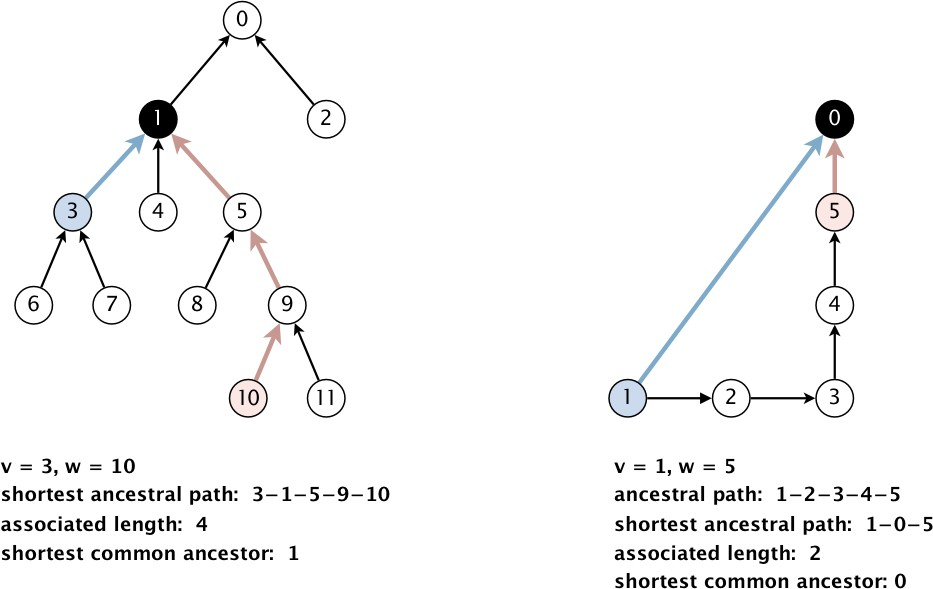 0
1
2
3
4
5
6
7
8
9
10
11
v = 3, w = 10
shortest ancestral path: 3−1−5−9−10
associated length: 4
shortest common ancestor: 1
0
5
4
1
2
3
v = 1, w = 5
ancestral path: 1−2−3−4−5
shortest ancestral path: 1−0−5
associated length: 2
shortest common ancestor: 0